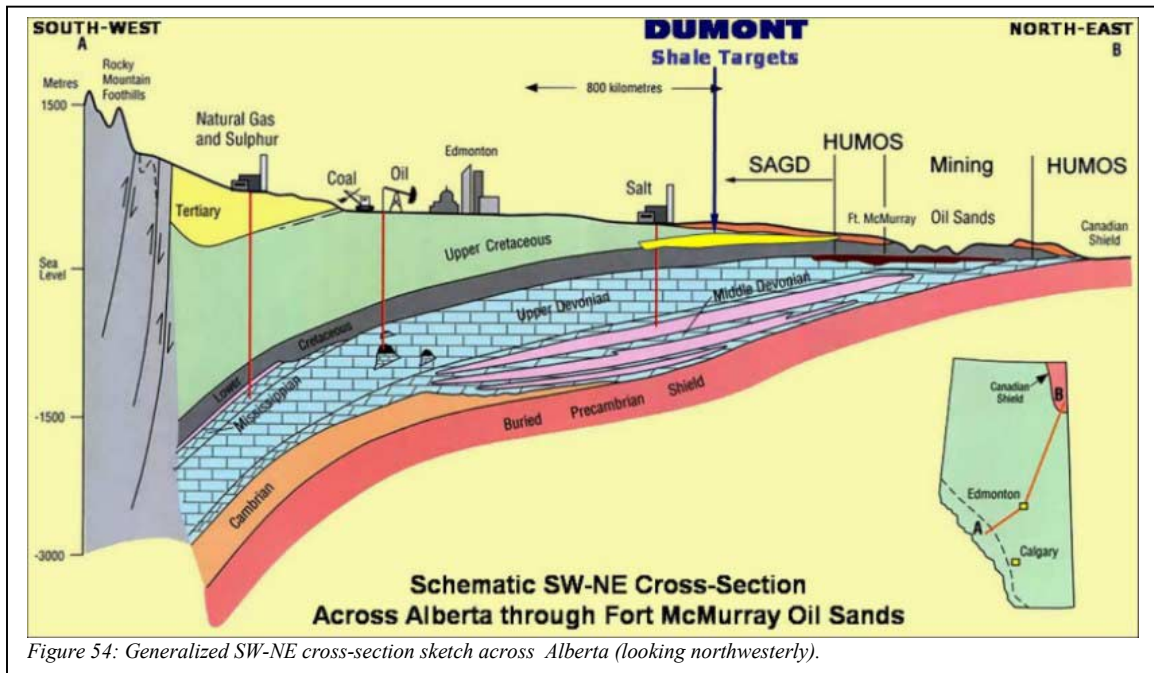 SOUTH-WEST
A
DUMONT
Shale Targets
NORTH-EAST
B
Rocky
Mountain
Foothills
Metres
1500
800 kilometres
Natural Gas
and Sulphur
Coal
Oil
Edmonton
Salt
SAGD
HUMOS
Mining
HUMOS
Ft. McMurray
Oil Sands
Canadian
Shield
Tertiary
Upper Cretaceous
Sea
Level
Lower Cretaceous
Mississippian
Upper Devonian
Middle Devonian
-1500
Cambrian
Buried Precambrian Shield
-3000
Canadian
Shield
B
Edmonton
A
Calgary
Schematic SW-NE Cross-Section
Across Alberta through Fort McMurray Oil Sands
Figure 54: Generalized SW-NE cross-section sketch across Alberta (looking northwesterly).